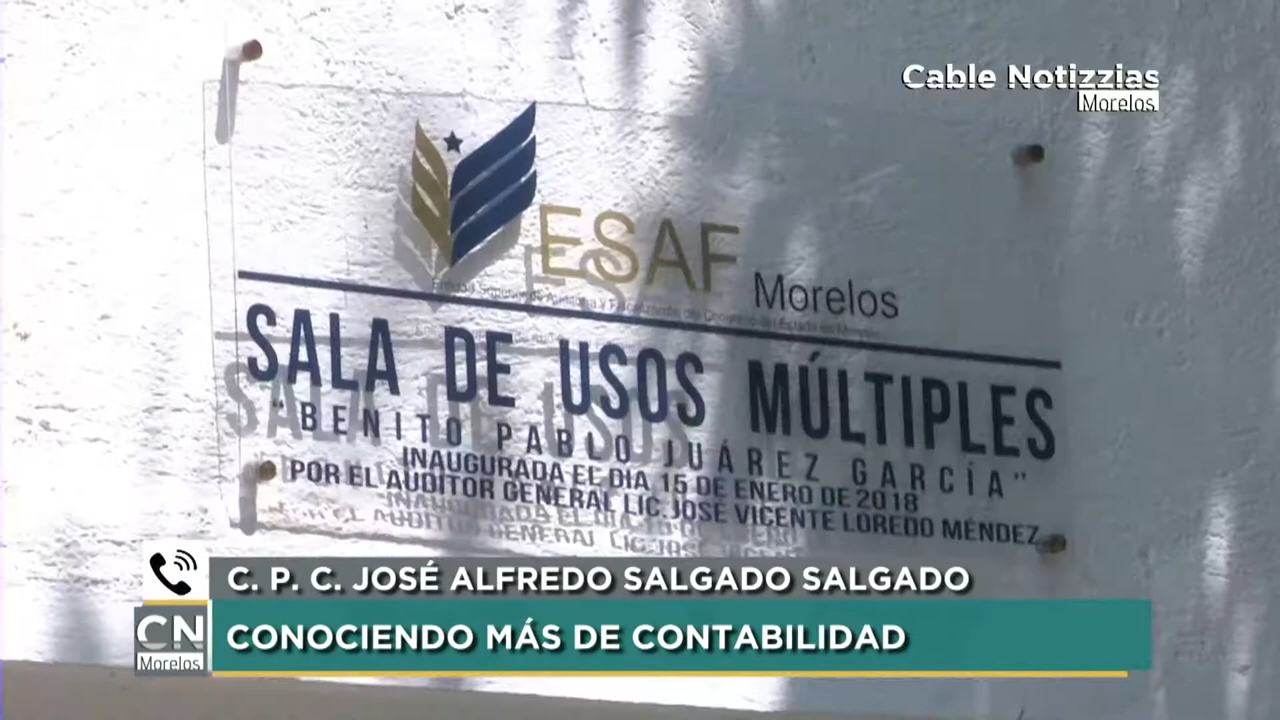 Cable Notizzias
Morelos
ESAF Morelos
SALA DE USOS MÚLTIPLES
"BENITO PABLO JUÁREZ GARCÍA"
INAUGURADA EL DÍA 15 DE ENERO DE 2018
POR EL AUDITOR GENERAL LIC. JOSÉ VICENTE LOREDO MÉNDEZ
C. P. C. JOSÉ ALFREDO SALGADO SALGADO
CN
Morelos
CONOCIENDO MÁS DE CONTABILIDAD